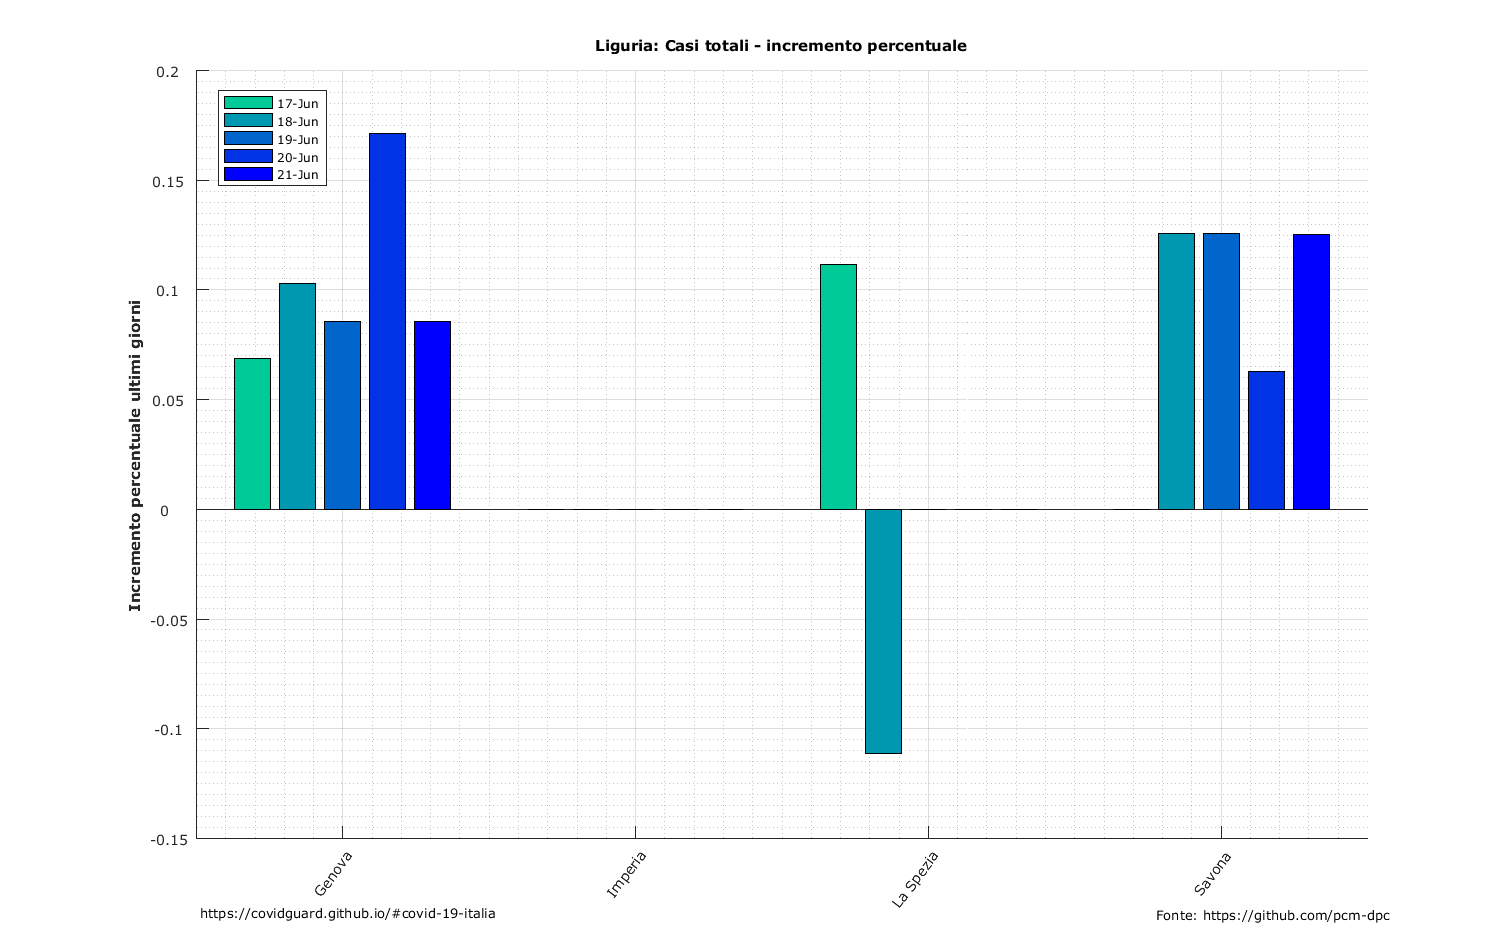 Liguria: Casi totali - incremento percentuale
0.2
0.15
0.1
0.05
0
-0.05
-0.1
-0.15
Incremento percentuale ultimi giorni
17-Jun
18-Jun
19-Jun
20-Jun
21-Jun
Genova
Imperia
La Spezia
Savona
https://covidguard.github.io/#covid-19-italia
Fonte: https://github.com/pcm-dpc